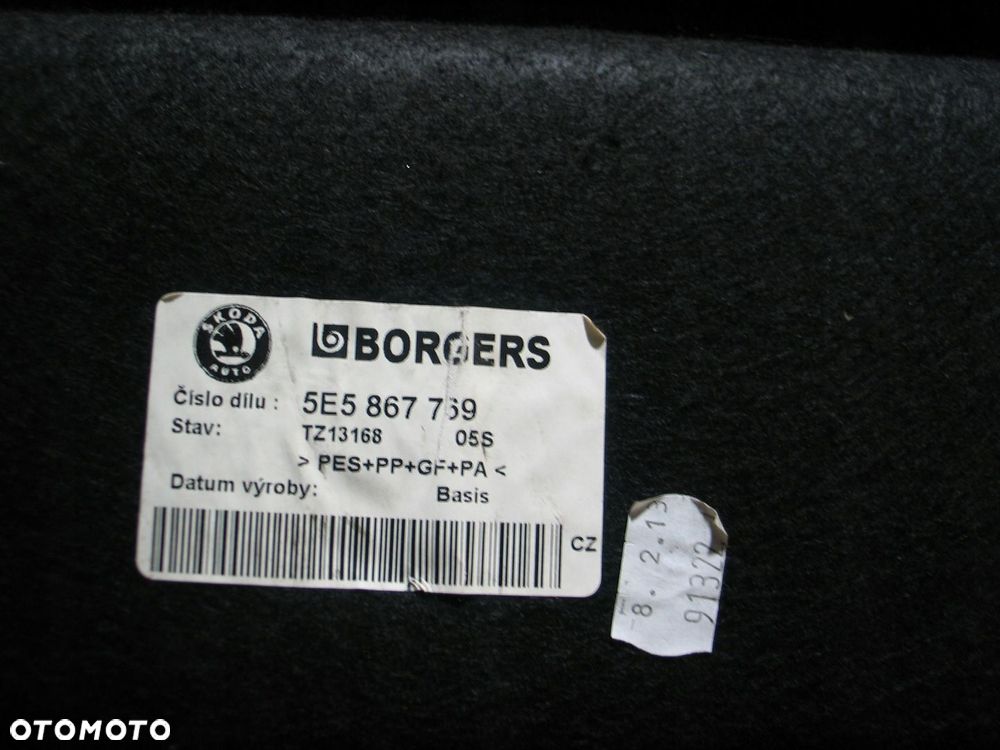 ŠKODA
AUTO
BORGERS
Číslo dílu : 5E5 867 769
Stav: TZ13168 05S
> PES+PP+GF+PA <
Datum výroby: Basis
CZ
8. 2.13
91322
OTOMOTO